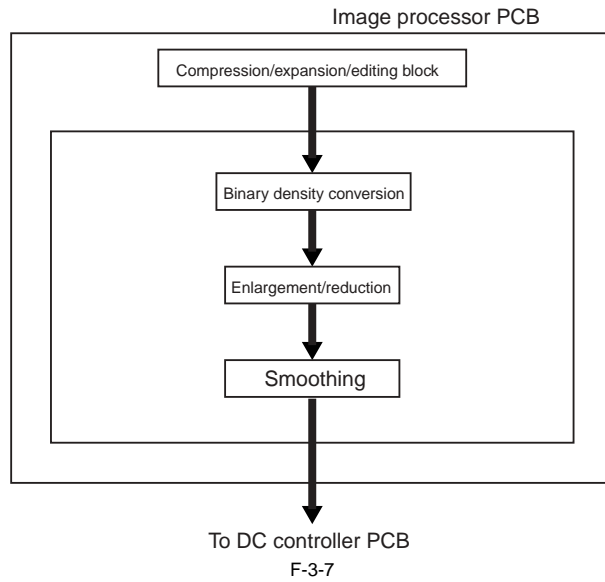 Image processor PCB
Compression/expansion/editing block
Binary density conversion
Enlargement/reduction
Smoothing
To DC controller PCB
F-3-7